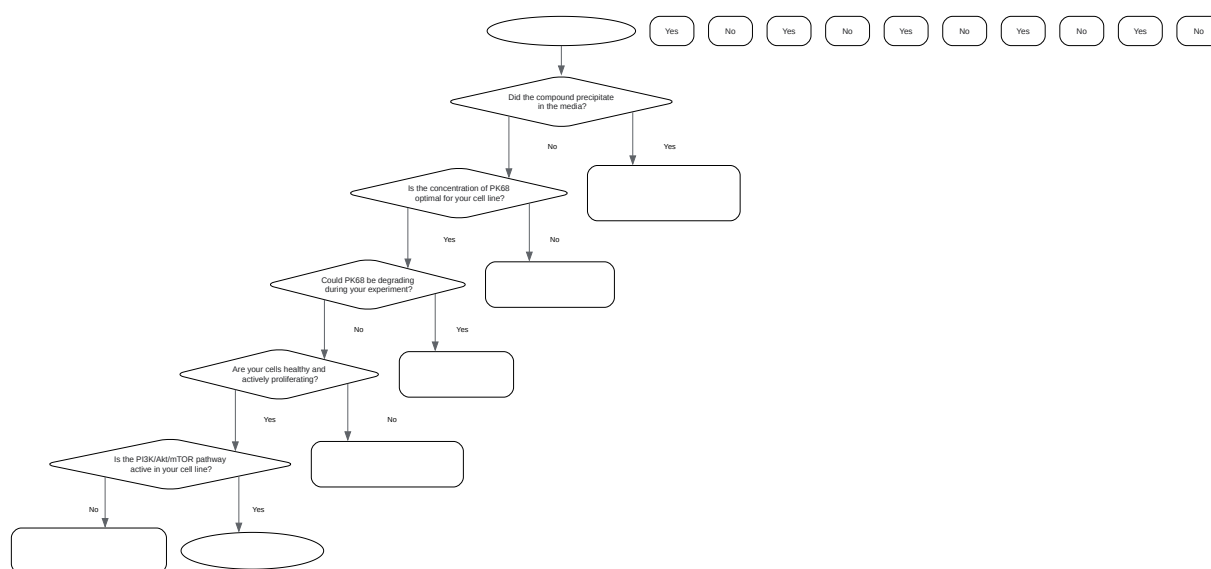 Yes
No
Yes
No
Yes
No
Yes
No
Yes
No
Did the compound precipitate
in the media?
No
Yes
Is the concentration of PK68
optimal for your cell line?
Yes
No
Could PK68 be degrading
during your experiment?
No
Yes
Are your cells healthy and
actively proliferating?
Yes
No
Is the PI3K/Akt/mTOR pathway
active in your cell line?
No
Yes